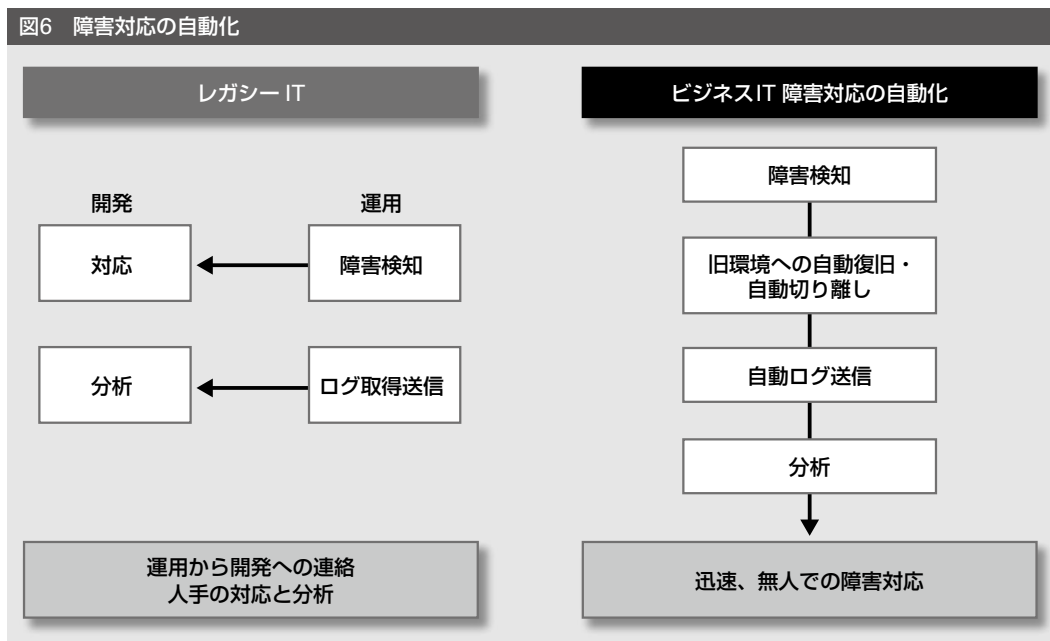 図6　障害対応の自動化
レガシー IT
開発
運用
対応
障害検知
分析
ログ取得送信
運用から開発への連絡
人手の対応と分析
ビジネスIT 障害対応の自動化
障害検知
旧環境への自動復旧・
自動切り離し
自動ログ送信
分析
迅速、無人での障害対応